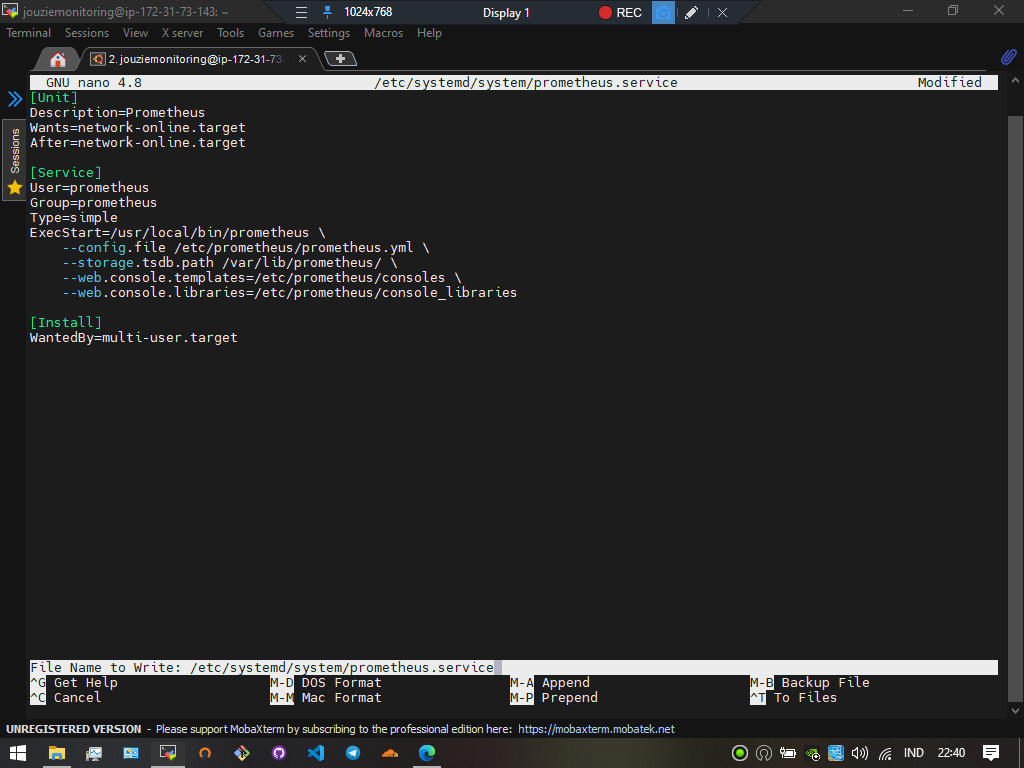 jouziemonitoring@ip-172-31-73-143: ~
1024x768
Display 1
REC
Terminal Sessions View X server Tools Games Settings Macros Help
2. jouziemonitoring@ip-172-31-73-
Sessions
GNU nano 4.8 /etc/systemd/system/prometheus.service Modified
[Unit]
Description=Prometheus
Wants=network-online.target
After=network-online.target
[Service]
User=prometheus
Group=prometheus
Type=simple
ExecStart=/usr/local/bin/prometheus \
--config.file /etc/prometheus/prometheus.yml \
--storage.tsdb.path /var/lib/prometheus/ \
--web.console.templates=/etc/prometheus/consoles \
--web.console.libraries=/etc/prometheus/console_libraries
[Install]
WantedBy=multi-user.target
File Name to Write: /etc/systemd/system/prometheus.service
^G Get Help M-D DOS Format M-A Append M-B Backup File
^C Cancel M-M Mac Format M-P Prepend ^T To Files
UNREGISTERED VERSION - Please support MobaXterm by subscribing to the professional edition here: https://mobaxterm.mobatek.net
IND 22:40